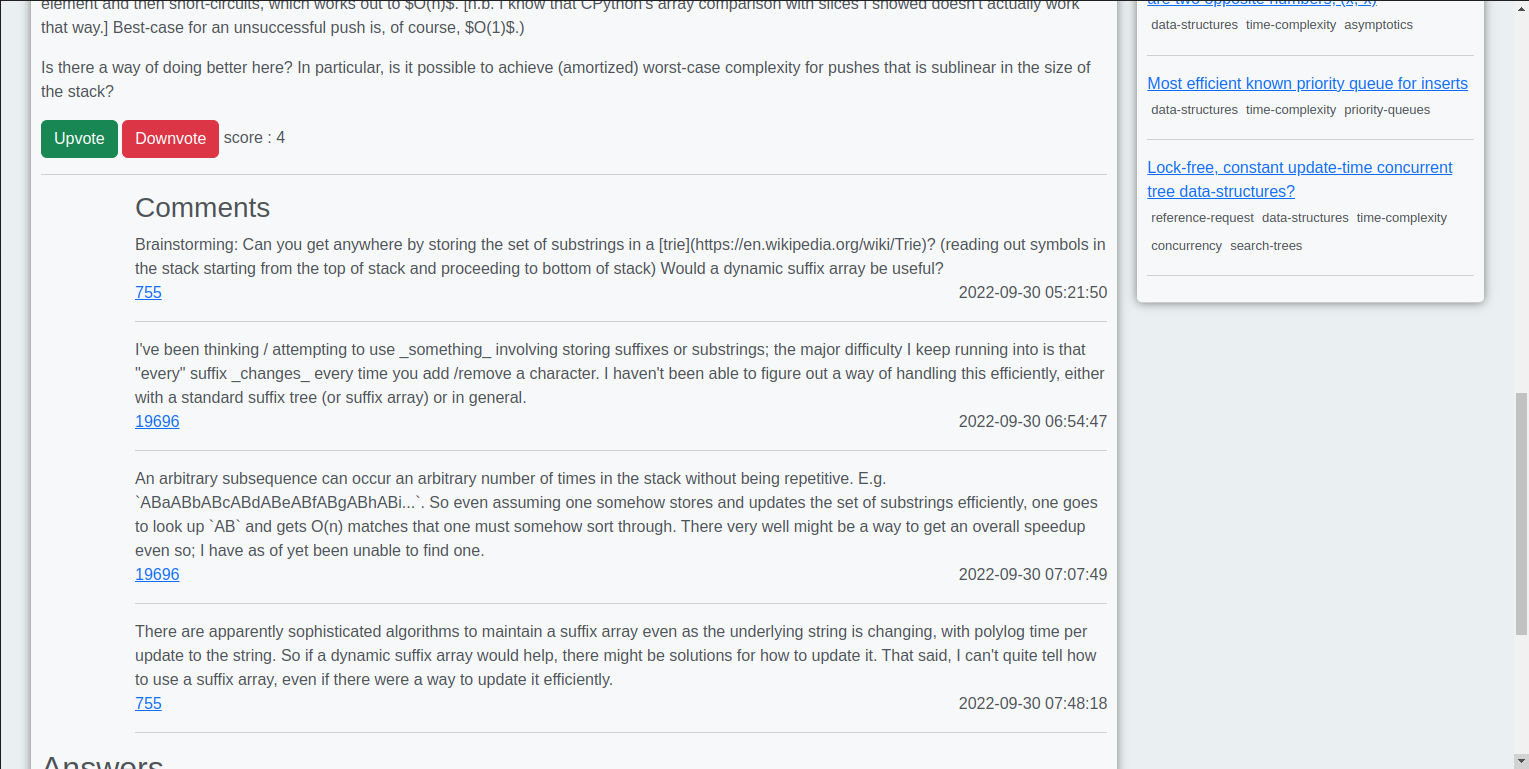 element and then short-circuits, which works out to $O(n)$. [n.b. I know that CPython's array comparison with slices I showed doesn't actually work
that way.] Best-case for an unsuccessful push is, of course, $O(1)$.)
Is there a way of doing better here? In particular, is it possible to achieve (amortized) worst-case complexity for pushes that is sublinear in the size of
the stack?
Upvote Downvote score : 4
Comments
Brainstorming: Can you get anywhere by storing the set of substrings in a [trie](https://en.wikipedia.org/wiki/Trie)? (reading out symbols in
the stack starting from the top of stack and proceeding to bottom of stack) Would a dynamic suffix array be useful?
755 2022-09-30 05:21:50
I've been thinking / attempting to use _something_ involving storing suffixes or substrings; the major difficulty I keep running into is that
"every" suffix _changes_ every time you add /remove a character. I haven't been able to figure out a way of handling this efficiently, either
with a standard suffix tree (or suffix array) or in general.
19696 2022-09-30 06:54:47
An arbitrary subsequence can occur an arbitrary number of times in the stack without being repetitive. E.g.
`ABaABbABcABdABeABfABgABhABi...`. So even assuming one somehow stores and updates the set of substrings efficiently, one goes
to look up `AB` and gets O(n) matches that one must somehow sort through. There very well might be a way to get an overall speedup
even so; I have as of yet been unable to find one.
19696 2022-09-30 07:07:49
There are apparently sophisticated algorithms to maintain a suffix array even as the underlying string is changing, with polylog time per
update to the string. So if a dynamic suffix array would help, there might be solutions for how to update it. That said, I can't quite tell how
to use a suffix array, even if there were a way to update it efficiently.
755 2022-09-30 07:48:18
Answers
are two opposite numbers, (x,-x)
data-structures time-complexity asymptotics
Most efficient known priority queue for inserts
data-structures time-complexity priority-queues
Lock-free, constant update-time concurrent
tree data-structures?
reference-request data-structures time-complexity
concurrency search-trees